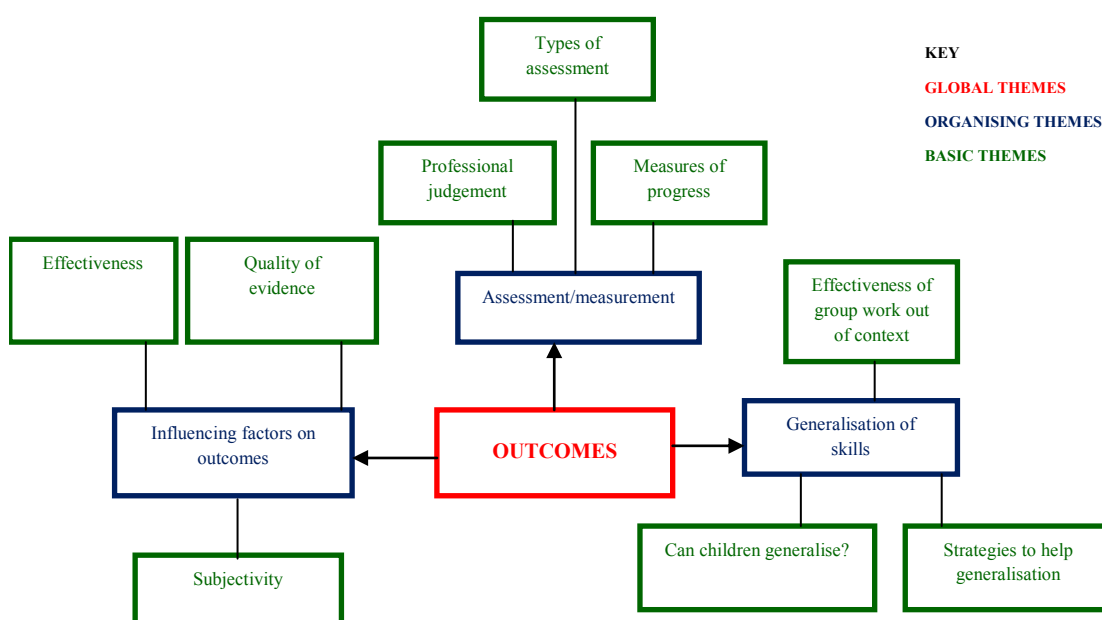 Types of
assessment
KEY
GLOBAL THEMES
ORGANISING THEMES
BASIC THEMES
Professional
judgement
Measures of
progress
Effectiveness
Quality of
evidence
Assessment/measurement
Effectiveness of
group work out
of context
Influencing factors on
outcomes
OUTCOMES
Generalisation of
skills
Can children generalise?
Strategies to help
generalisation
Subjectivity